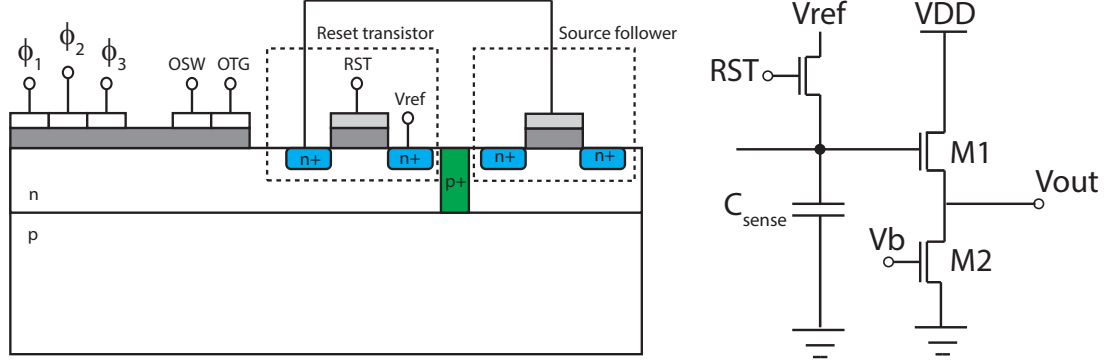 Reset transistor
Source follower
ϕ1 ϕ2 ϕ3
OSW OTG
RST
Vref
n+ n+ p+ n+ n+
n
p
Vref VDD
RST
M1
Vout
Csense
Vb
M2